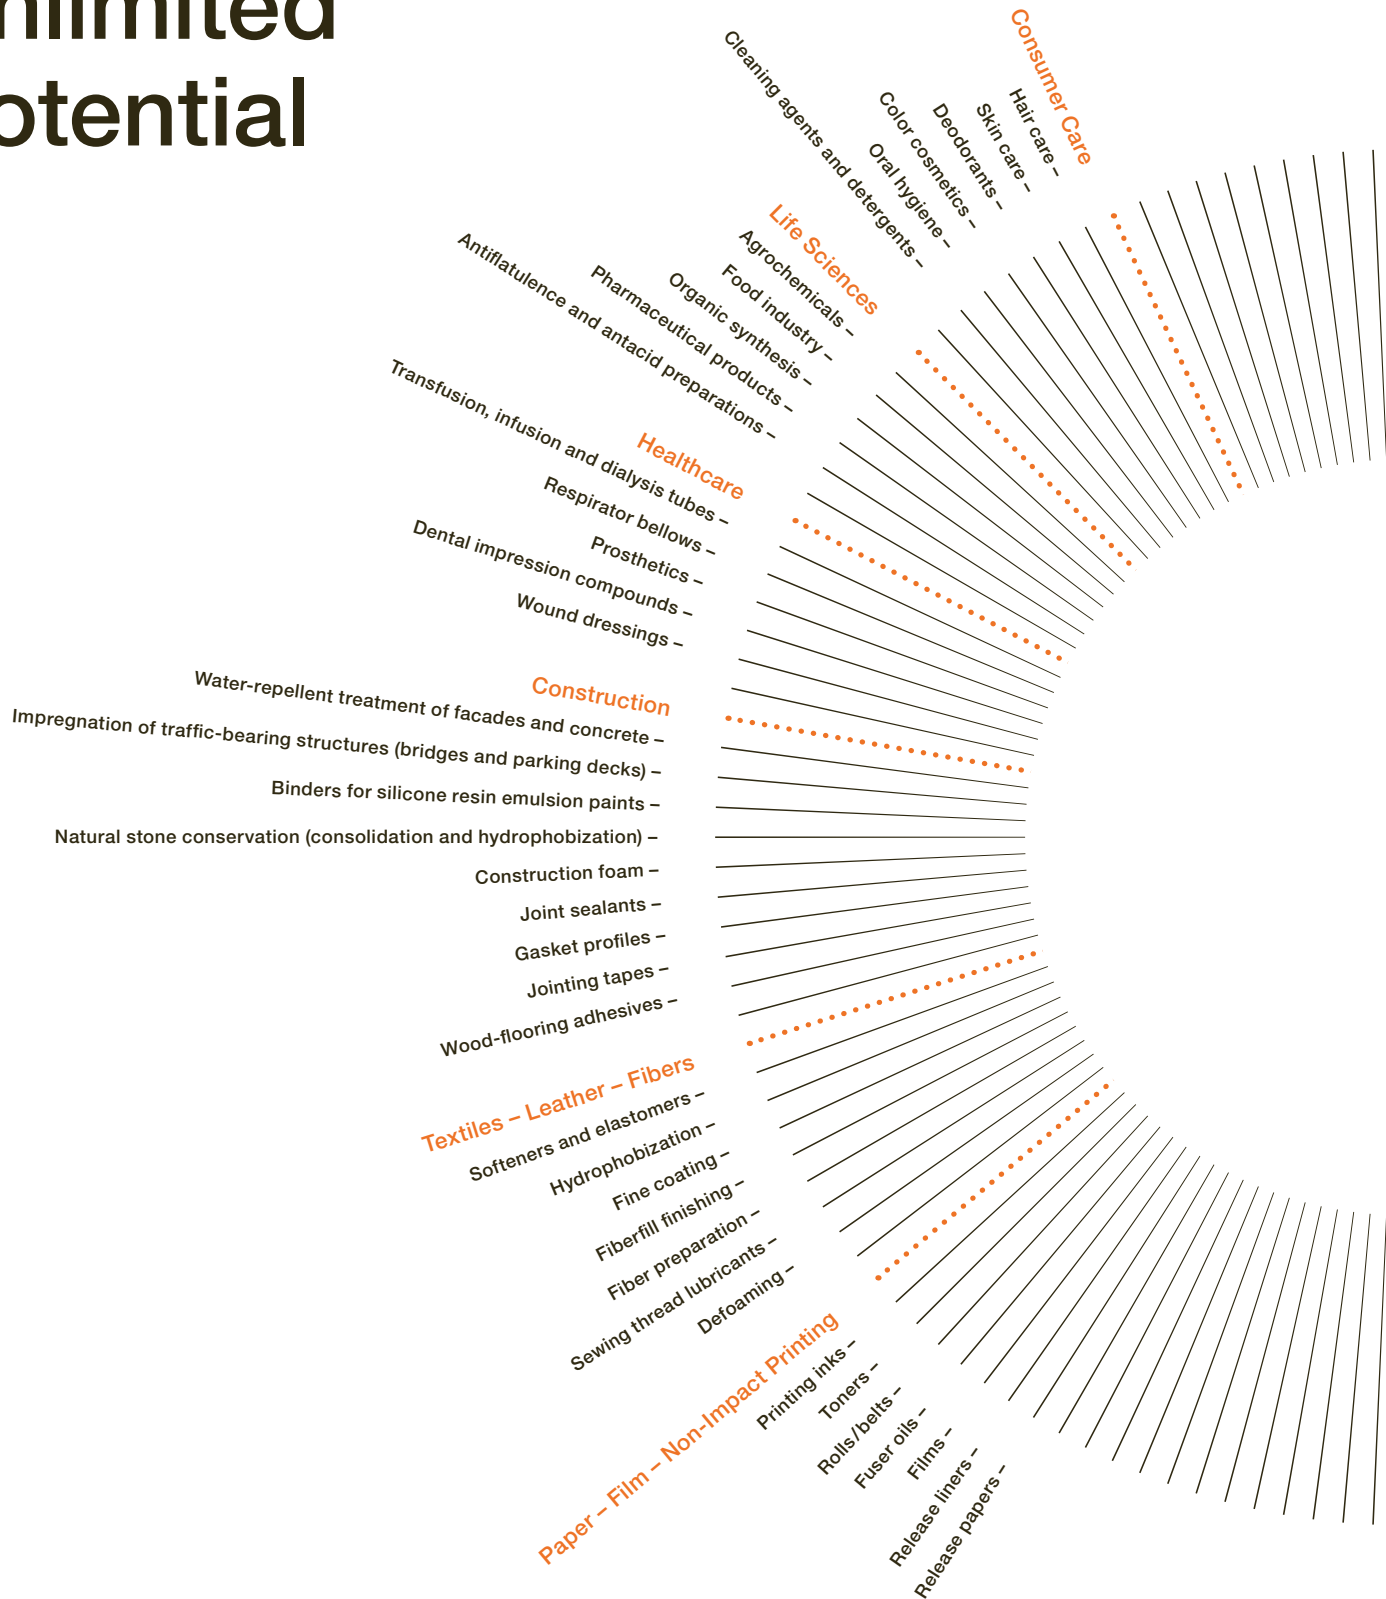 nlimited
otential
Consumer Care
Hair care –
Skin care –
Deodorants –
Color cosmetics –
Oral hygiene –
Cleaning agents and detergents –
Life Sciences
Agrochemicals –
Food industry –
Organic synthesis –
Pharmaceutical products –
Antiflatulence and antacid preparations –
Healthcare
Transfusion, infusion and dialysis tubes –
Respirator bellows –
Prosthetics –
Dental impression compounds –
Wound dressings –
Construction
Water-repellent treatment of facades and concrete –
Impregnation of traffic-bearing structures (bridges and parking decks) –
Binders for silicone resin emulsion paints –
Natural stone conservation (consolidation and hydrophobization) –
Construction foam –
Joint sealants –
Gasket profiles –
Jointing tapes –
Wood-flooring adhesives –
Textiles – Leather – Fibers
Softeners and elastomers –
Hydrophobization –
Fine coating –
Fiberfill finishing –
Fiber preparation –
Sewing thread lubricants –
Defoaming –
Paper – Film – Non-Impact Printing
Printing inks –
Toners –
Rolls/belts –
Fuser oils –
Films –
Release liners –
Release papers –